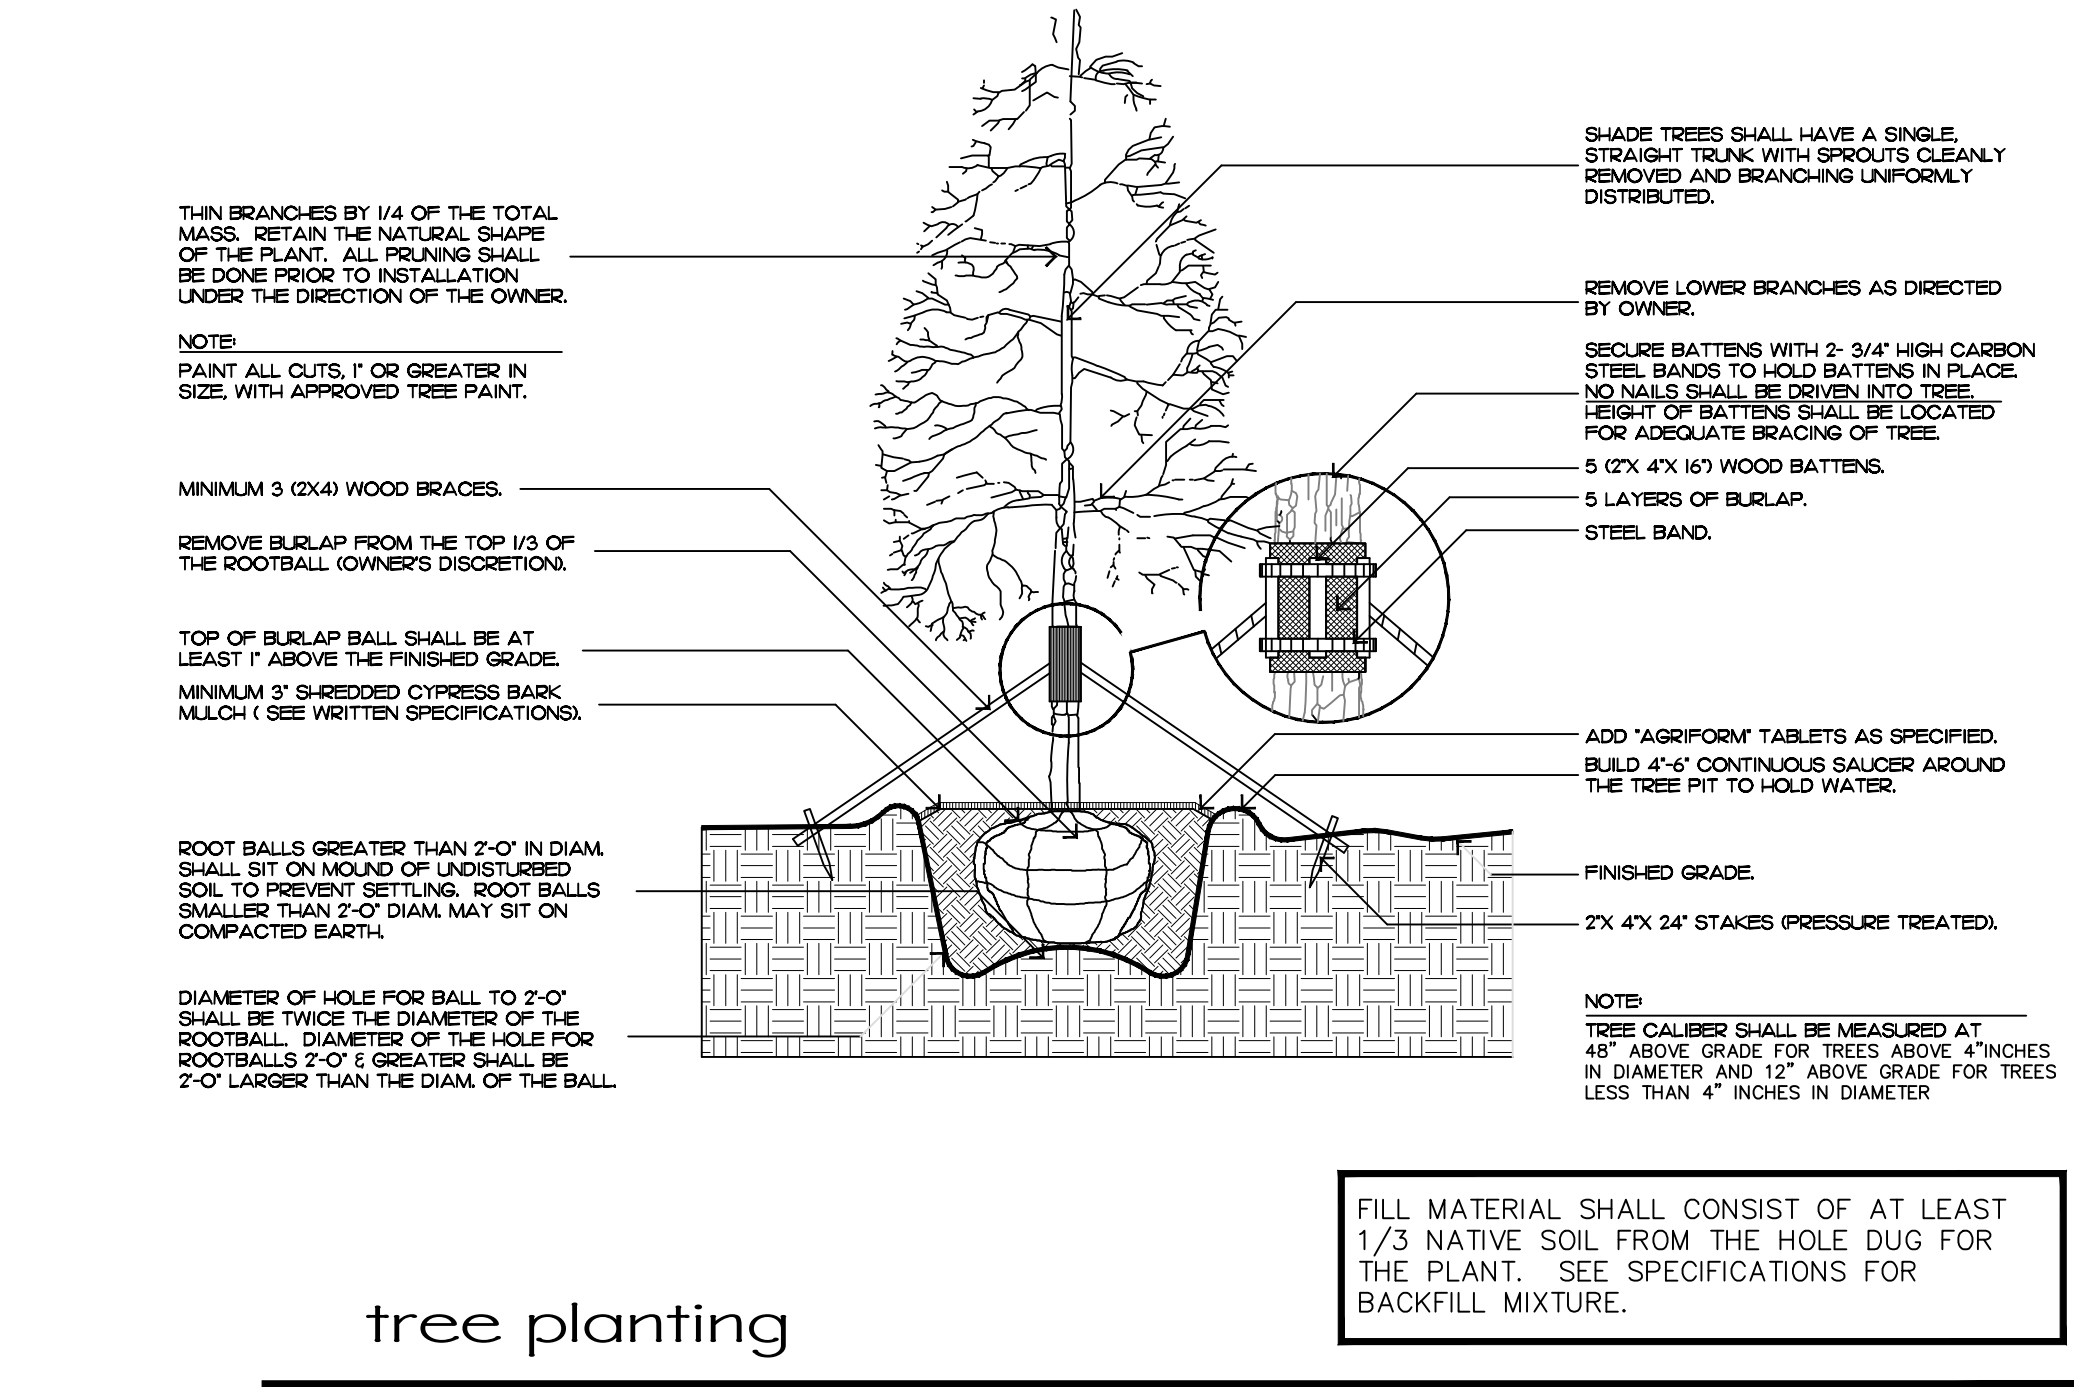 THIN BRANCHES BY 1/4 OF THE TOTAL
MASS.  RETAIN THE NATURAL SHAPE
OF THE PLANT.  ALL PRUNING SHALL
BE DONE PRIOR TO INSTALLATION
UNDER THE DIRECTION OF THE OWNER.
NOTE:
PAINT ALL CUTS, 1" OR GREATER IN
SIZE, WITH APPROVED TREE PAINT.
MINIMUM 3 (2X4) WOOD BRACES.
REMOVE BURLAP FROM THE TOP 1/3 OF
THE ROOTBALL (OWNER'S DISCRETION).
TOP OF BURLAP BALL SHALL BE AT
LEAST 1" ABOVE THE FINISHED GRADE.
MINIMUM 3" SHREDDED CYPRESS BARK
MULCH ( SEE WRITTEN SPECIFICATIONS).
ROOT BALLS GREATER THAN 2'-0" IN DIAM.
SHALL SIT ON MOUND OF UNDISTURBED
SOIL TO PREVENT SETTLING.  ROOT BALLS
SMALLER THAN 2'-0" DIAM. MAY SIT ON
COMPACTED EARTH.
DIAMETER OF HOLE FOR BALL TO 2'-0"
SHALL BE TWICE THE DIAMETER OF THE
ROOTBALL.  DIAMETER OF THE HOLE FOR
ROOTBALLS 2'-0" & GREATER SHALL BE
2'-0" LARGER THAN THE DIAM. OF THE BALL.
SHADE TREES SHALL HAVE A SINGLE,
STRAIGHT TRUNK WITH SPROUTS CLEANLY
REMOVED AND BRANCHING UNIFORMLY
DISTRIBUTED.
REMOVE LOWER BRANCHES AS DIRECTED
BY OWNER.
SECURE BATTENS WITH 2- 3/4" HIGH CARBON
STEEL BANDS TO HOLD BATTENS IN PLACE.
NO NAILS SHALL BE DRIVEN INTO TREE.
HEIGHT OF BATTENS SHALL BE LOCATED
FOR ADEQUATE BRACING OF TREE.
5 (2"X 4"X 16") WOOD BATTENS.
5 LAYERS OF BURLAP.
STEEL BAND.
ADD "AGRIFORM" TABLETS AS SPECIFIED.
BUILD 4"-6" CONTINUOUS SAUCER AROUND
THE TREE PIT TO HOLD WATER.
FINISHED GRADE.
2"X 4"X 24" STAKES (PRESSURE TREATED).
NOTE:
TREE CALIBER SHALL BE MEASURED AT
48" ABOVE GRADE FOR TREES ABOVE 4"INCHES
IN DIAMETER AND 12" ABOVE GRADE FOR TREES
LESS THAN 4" INCHES IN DIAMETER
FILL MATERIAL SHALL CONSIST OF AT LEAST
1/3 NATIVE SOIL FROM THE HOLE DUG FOR
THE PLANT.  SEE SPECIFICATIONS FOR
BACKFILL MIXTURE.
tree planting